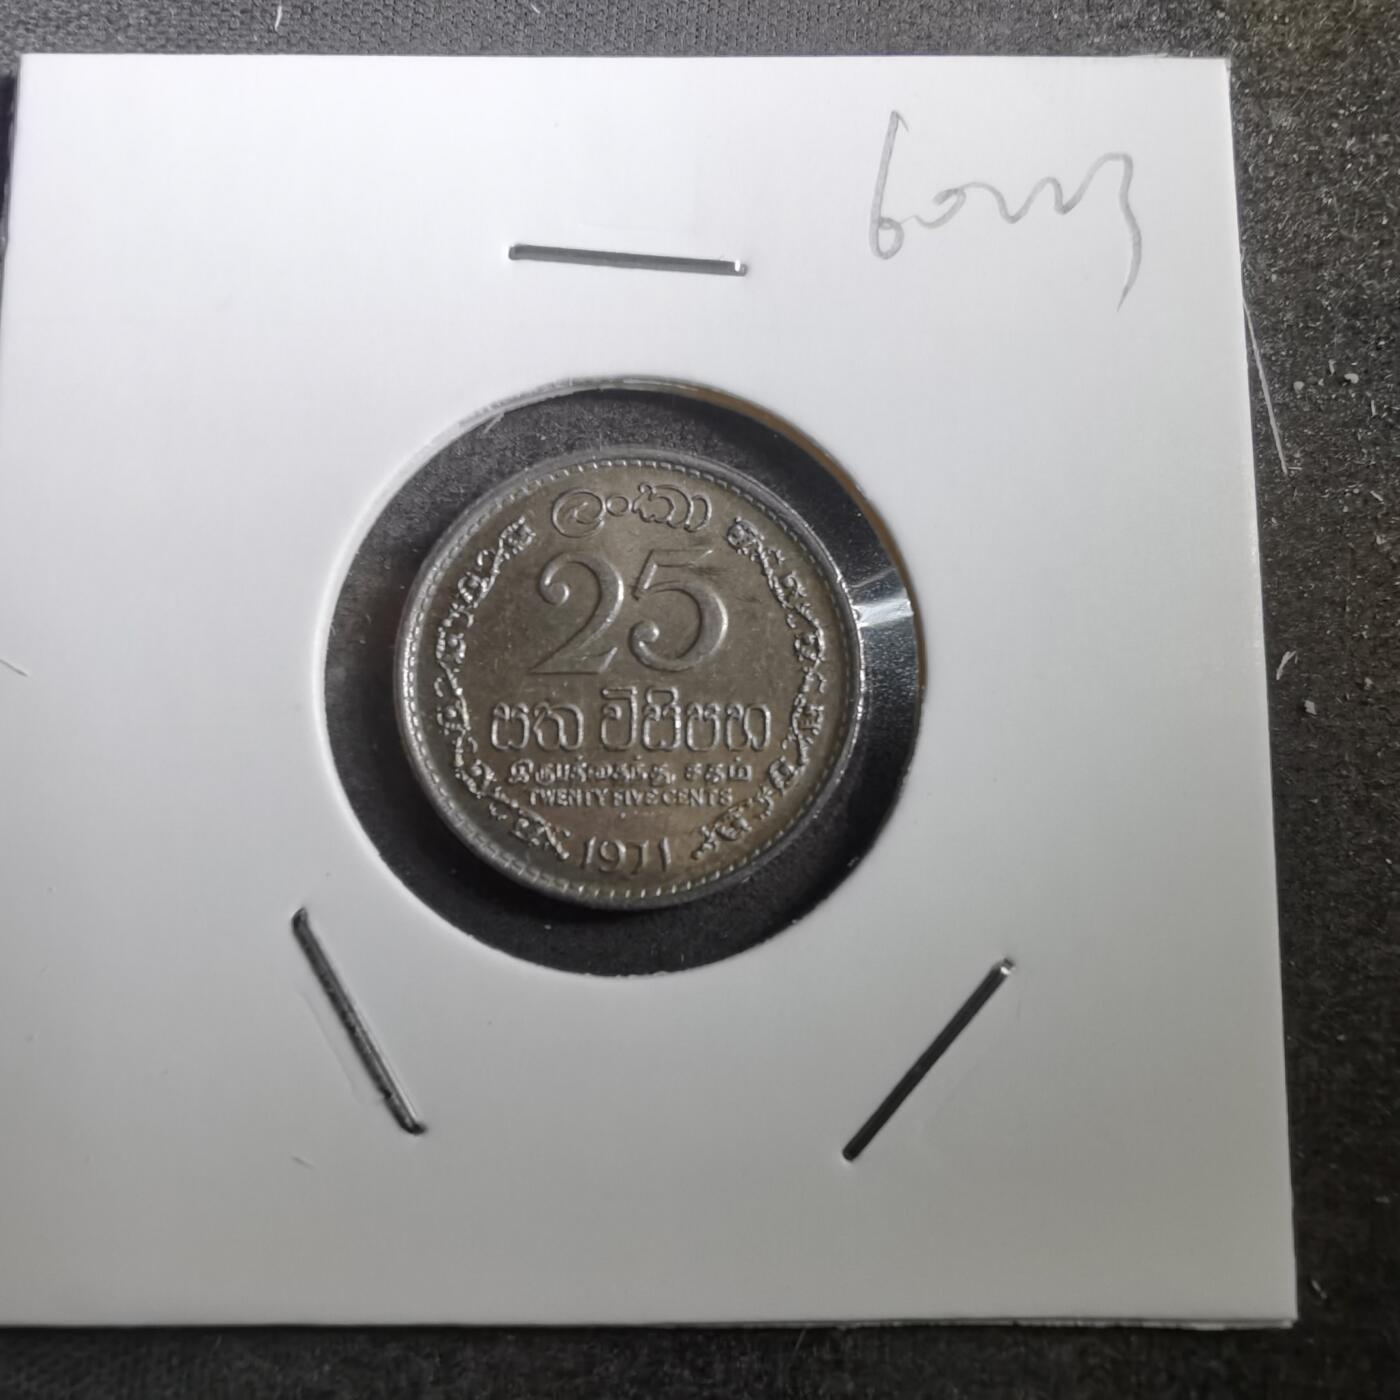 ලංකා
25
සත විසිපහ
இருபத்தைந்து சதம்
TWENTY FIVE CENTS
1971